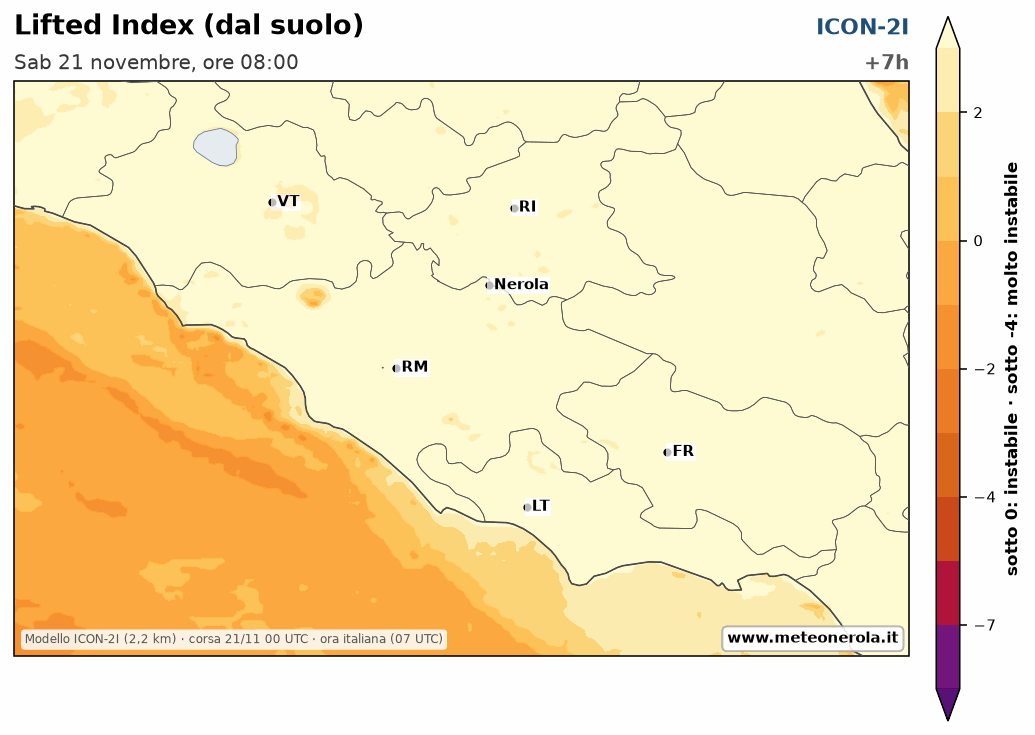 Lifted Index (dal suolo)
ICON-2I
Sab 21 novembre, ore 08:00
+7h
VT
RI
Nerola
RM
FR
LT
2
0
−2
−4
−7
sotto 0: instabile · sotto -4: molto instabile
Modello ICON-2I (2,2 km) · corsa 21/11 00 UTC · ora italiana (07 UTC)
www.meteonerola.it